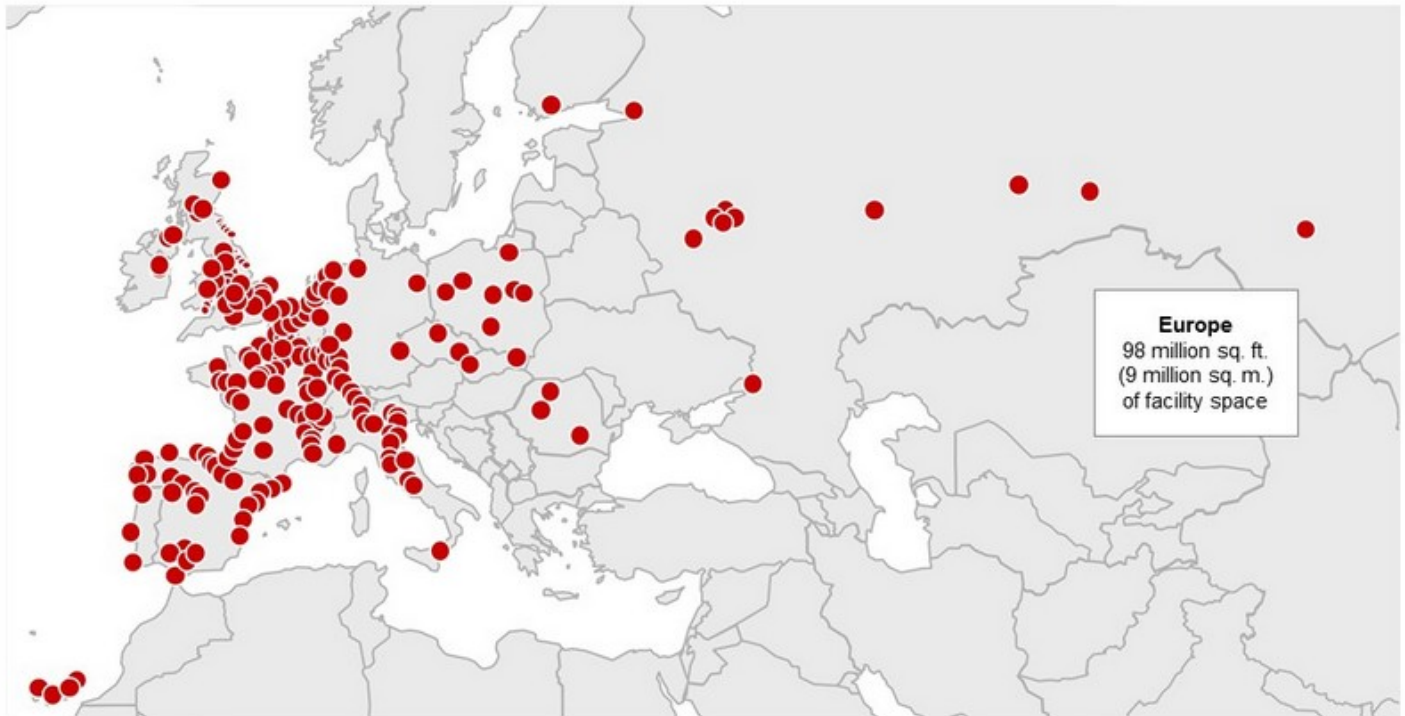 Europe
98 million sq. ft.
(9 million sq. m.)
of facility space